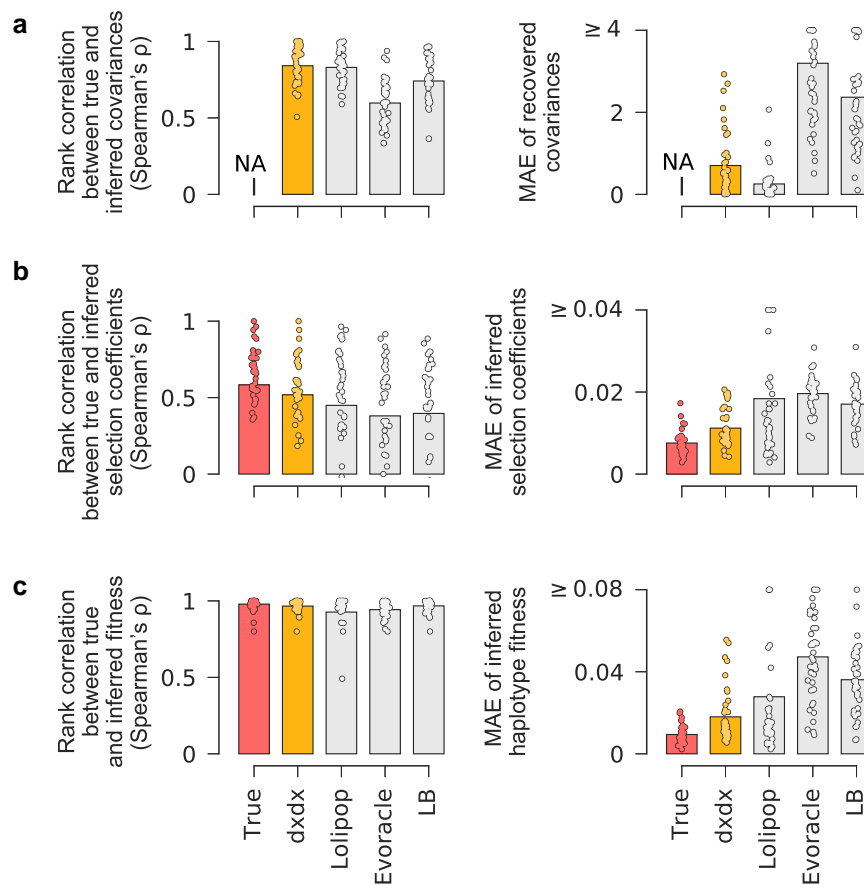 a
Rank correlation
between true and
inferred covariances
(Spearman's ρ)
1
0.5
0
NA
MAE of recovered
covariances
≥ 4
2
0
NA
b
Rank correlation
between true and inferred
selection coefficients
(Spearman's ρ)
1
0.5
0
MAE of inferred
selection coefficients
≥ 0.04
0.02
0
c
Rank correlation
between true
and inferred fitness
(Spearman's ρ)
1
0.5
0
MAE of inferred
haplotype fitness
≥ 0.08
0.04
0
True
dxdx
Lolipop
Evoracle
LB
True
dxdx
Lolipop
Evoracle
LB